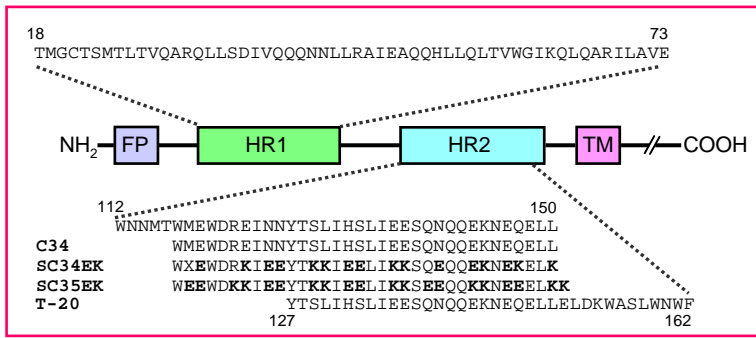 18 73
TMGCTSMTLTVQARQLLSDIVQQQNNLLRAIEAQQHLLQLTVWGIKQLQARILAVE
NH2 FP HR1 HR2 TM COOH
112 150
WNNMTWMEWDREINNYTSLIHSLIEESQNQQEKNEQELL
C34 WMEWDREINNYTSLIHSLIEESQNQQEKNEQELL
SC34EK WXEWDRKIEEYTKKIEELIKKSQEQQEKNEKELK
SC35EK WEEWDKKIEEYTKKIEELIKKSEEQQKKNEEELKK
T-20 YTSLIHSLIEESQNQQEKNEQELLELDKWASLWNWF
127 162